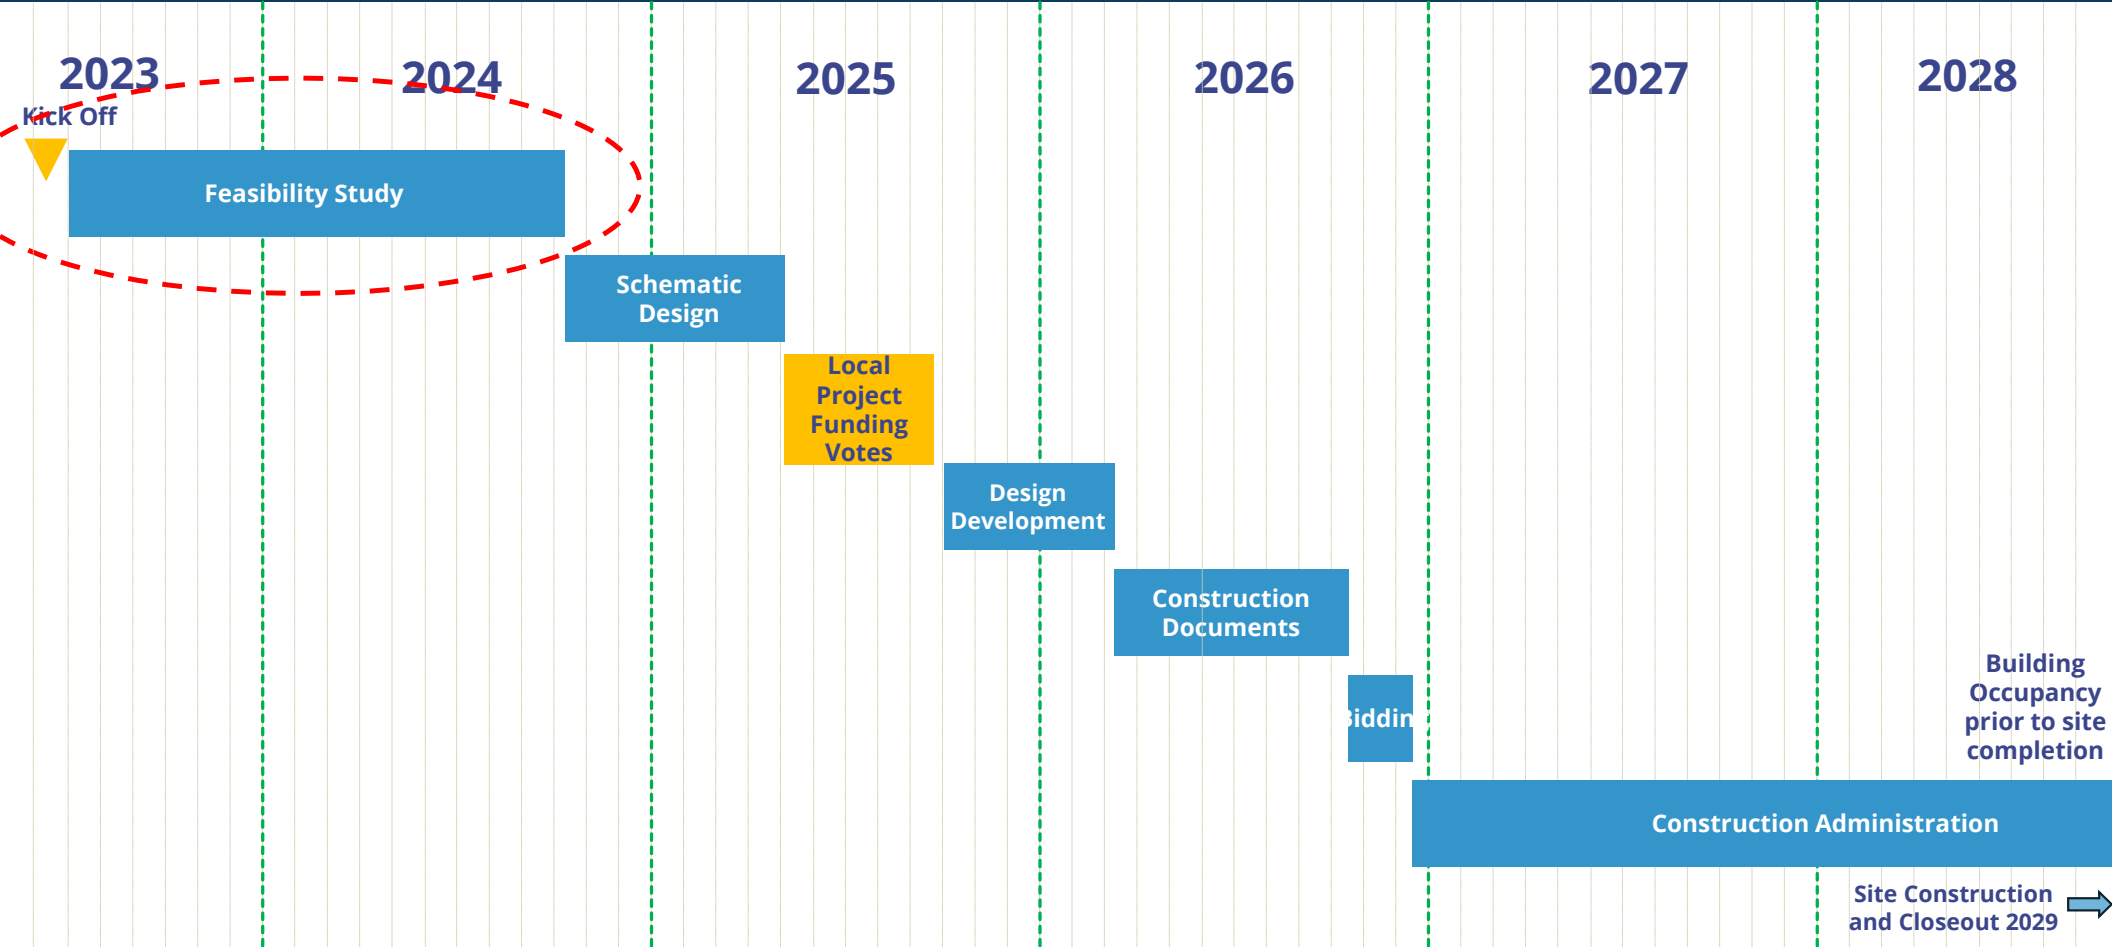 2023
2024
2025
2026
2027
2028
Kick Off
Feasibility Study
Schematic
Design
Local
Project
Funding
Votes
Design
Development
Construction
Documents
Biddin
Building
Occupancy
prior to site
completion
Construction Administration
Site Construction
and Closeout 2029